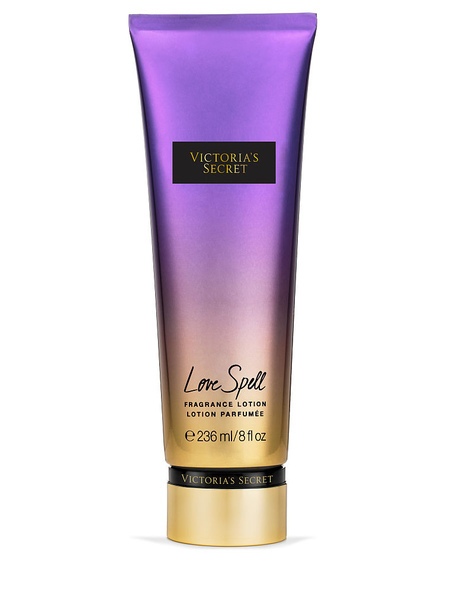 VICTORIA'S
SECRET
Love Spell
FRAGRANCE LOTION
LOTION PARFUMÉE
℮ 236 ml/8 fl oz
VICTORIA'S SECRET